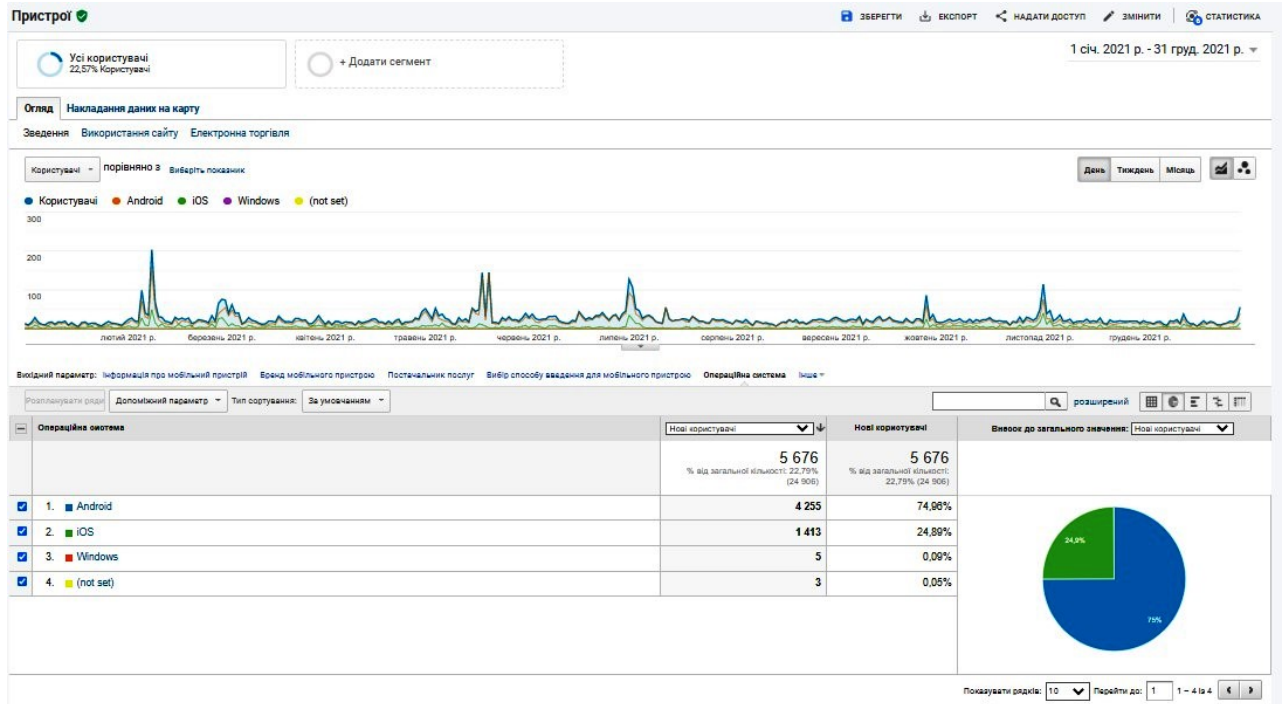 Пристрої
ЗБЕРЕГТИ ЕКСПОРТ НАДАТИ ДОСТУП ЗМІНИТИ СТАТИСТИКА
1 січ. 2021 р. - 31 груд. 2021 р.
Усі користувачі
22,57% Користувачі
+ Додати сегмент
Огляд Накладання даних на карту
Зведення Використання сайту Електронна торгівля
Користувачі порівняно з Виберіть показник
День Тиждень Місяць
Користувачі Android iOS Windows (not set)
300
200
100
лютий 2021 р. березень 2021 р. квітень 2021 р. травень 2021 р. червень 2021 р. липень 2021 р. серпень 2021 р. вересень 2021 р. жовтень 2021 р. листопад 2021 р. грудень 2021 р.
Вихідний параметр: Інформація про мобільний пристрій Бренд мобільного пристрою Постачальник послуг Вибір способу введення для мобільного пристрою Операційна система Інше
Розпланувати ряди Допоміжний параметр Тип сортування: За умовчанням
розширений
Операційна система Нові користувачі Нові користувачі Внесок до загального значення: Нові користувачі
5 676 5 676
% від загальної кількості: 22,79% (24 906) % від загальної кількості: 22,79% (24 906)
1. Android 4 255 74,96%
2. iOS 1 413 24,89%
3. Windows 5 0,09%
4. (not set) 3 0,05%
24,9%
75%
Показувати рядків: 10 Перейти до: 1 1 – 4 із 4